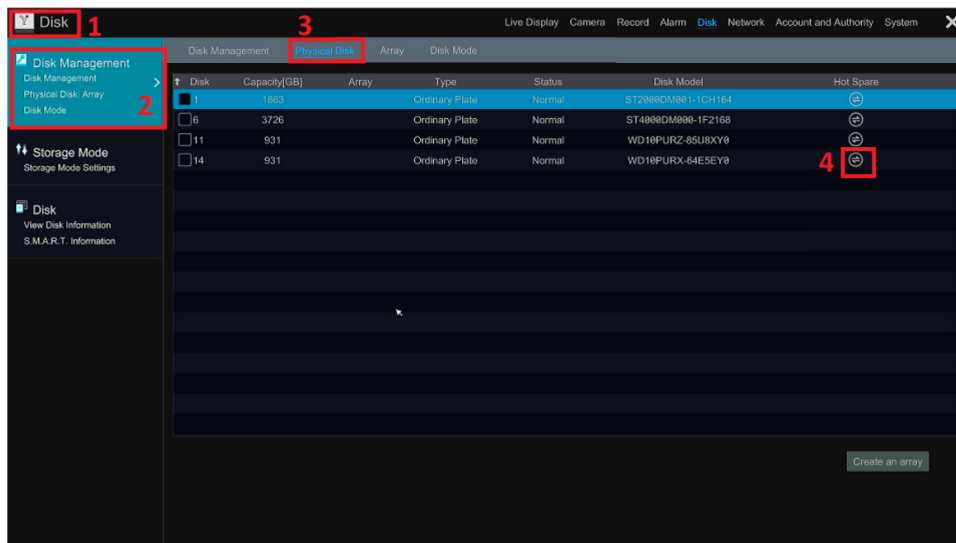 Disk 1
3
Live Display Camera Record Alarm Disk Network Account and Authority System X
Disk Management
Disk Management
Physical Disk Array
Disk Mode
2
Storage Mode
Storage Mode Settings
Disk
View Disk Information
S.M.A.R.T. Information
Disk Management Physical Disk Array Disk Mode
Disk Capacity[GB] Array Type Status Disk Model Hot Spare
1 1863 Ordinary Plate Normal ST2000DM001-1CH164
6 3726 Ordinary Plate Normal ST4000DM000-1F2168
11 931 Ordinary Plate Normal WD10PURZ-85U8XY0
14 931 Ordinary Plate Normal WD10PURX-64E5EY0
4
Create an array